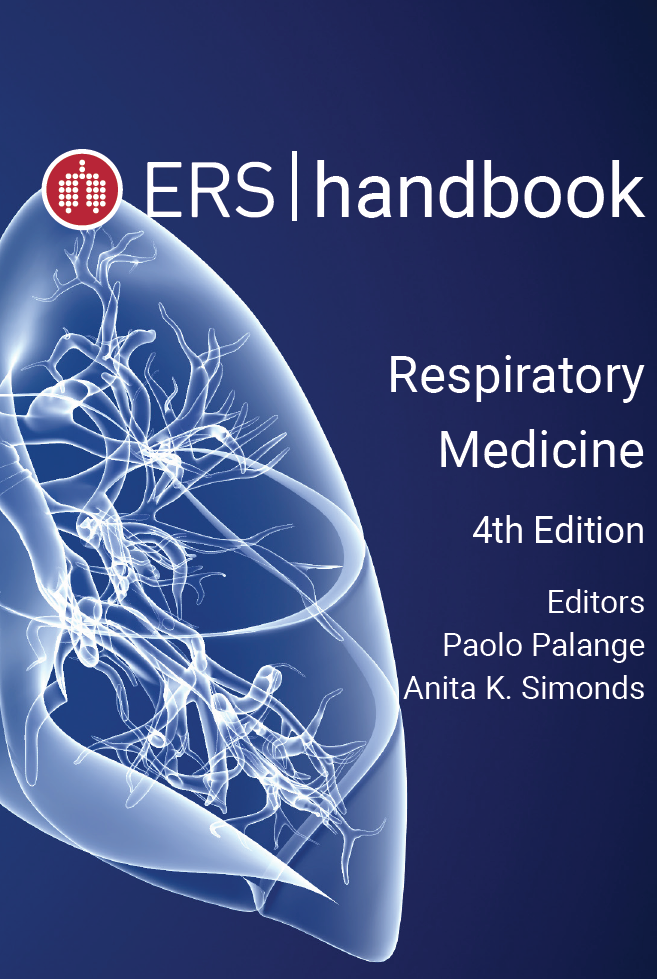 ERS|handbook
Respiratory
Medicine
4th Edition
Editors
Paolo Palange
Anita K. Simonds